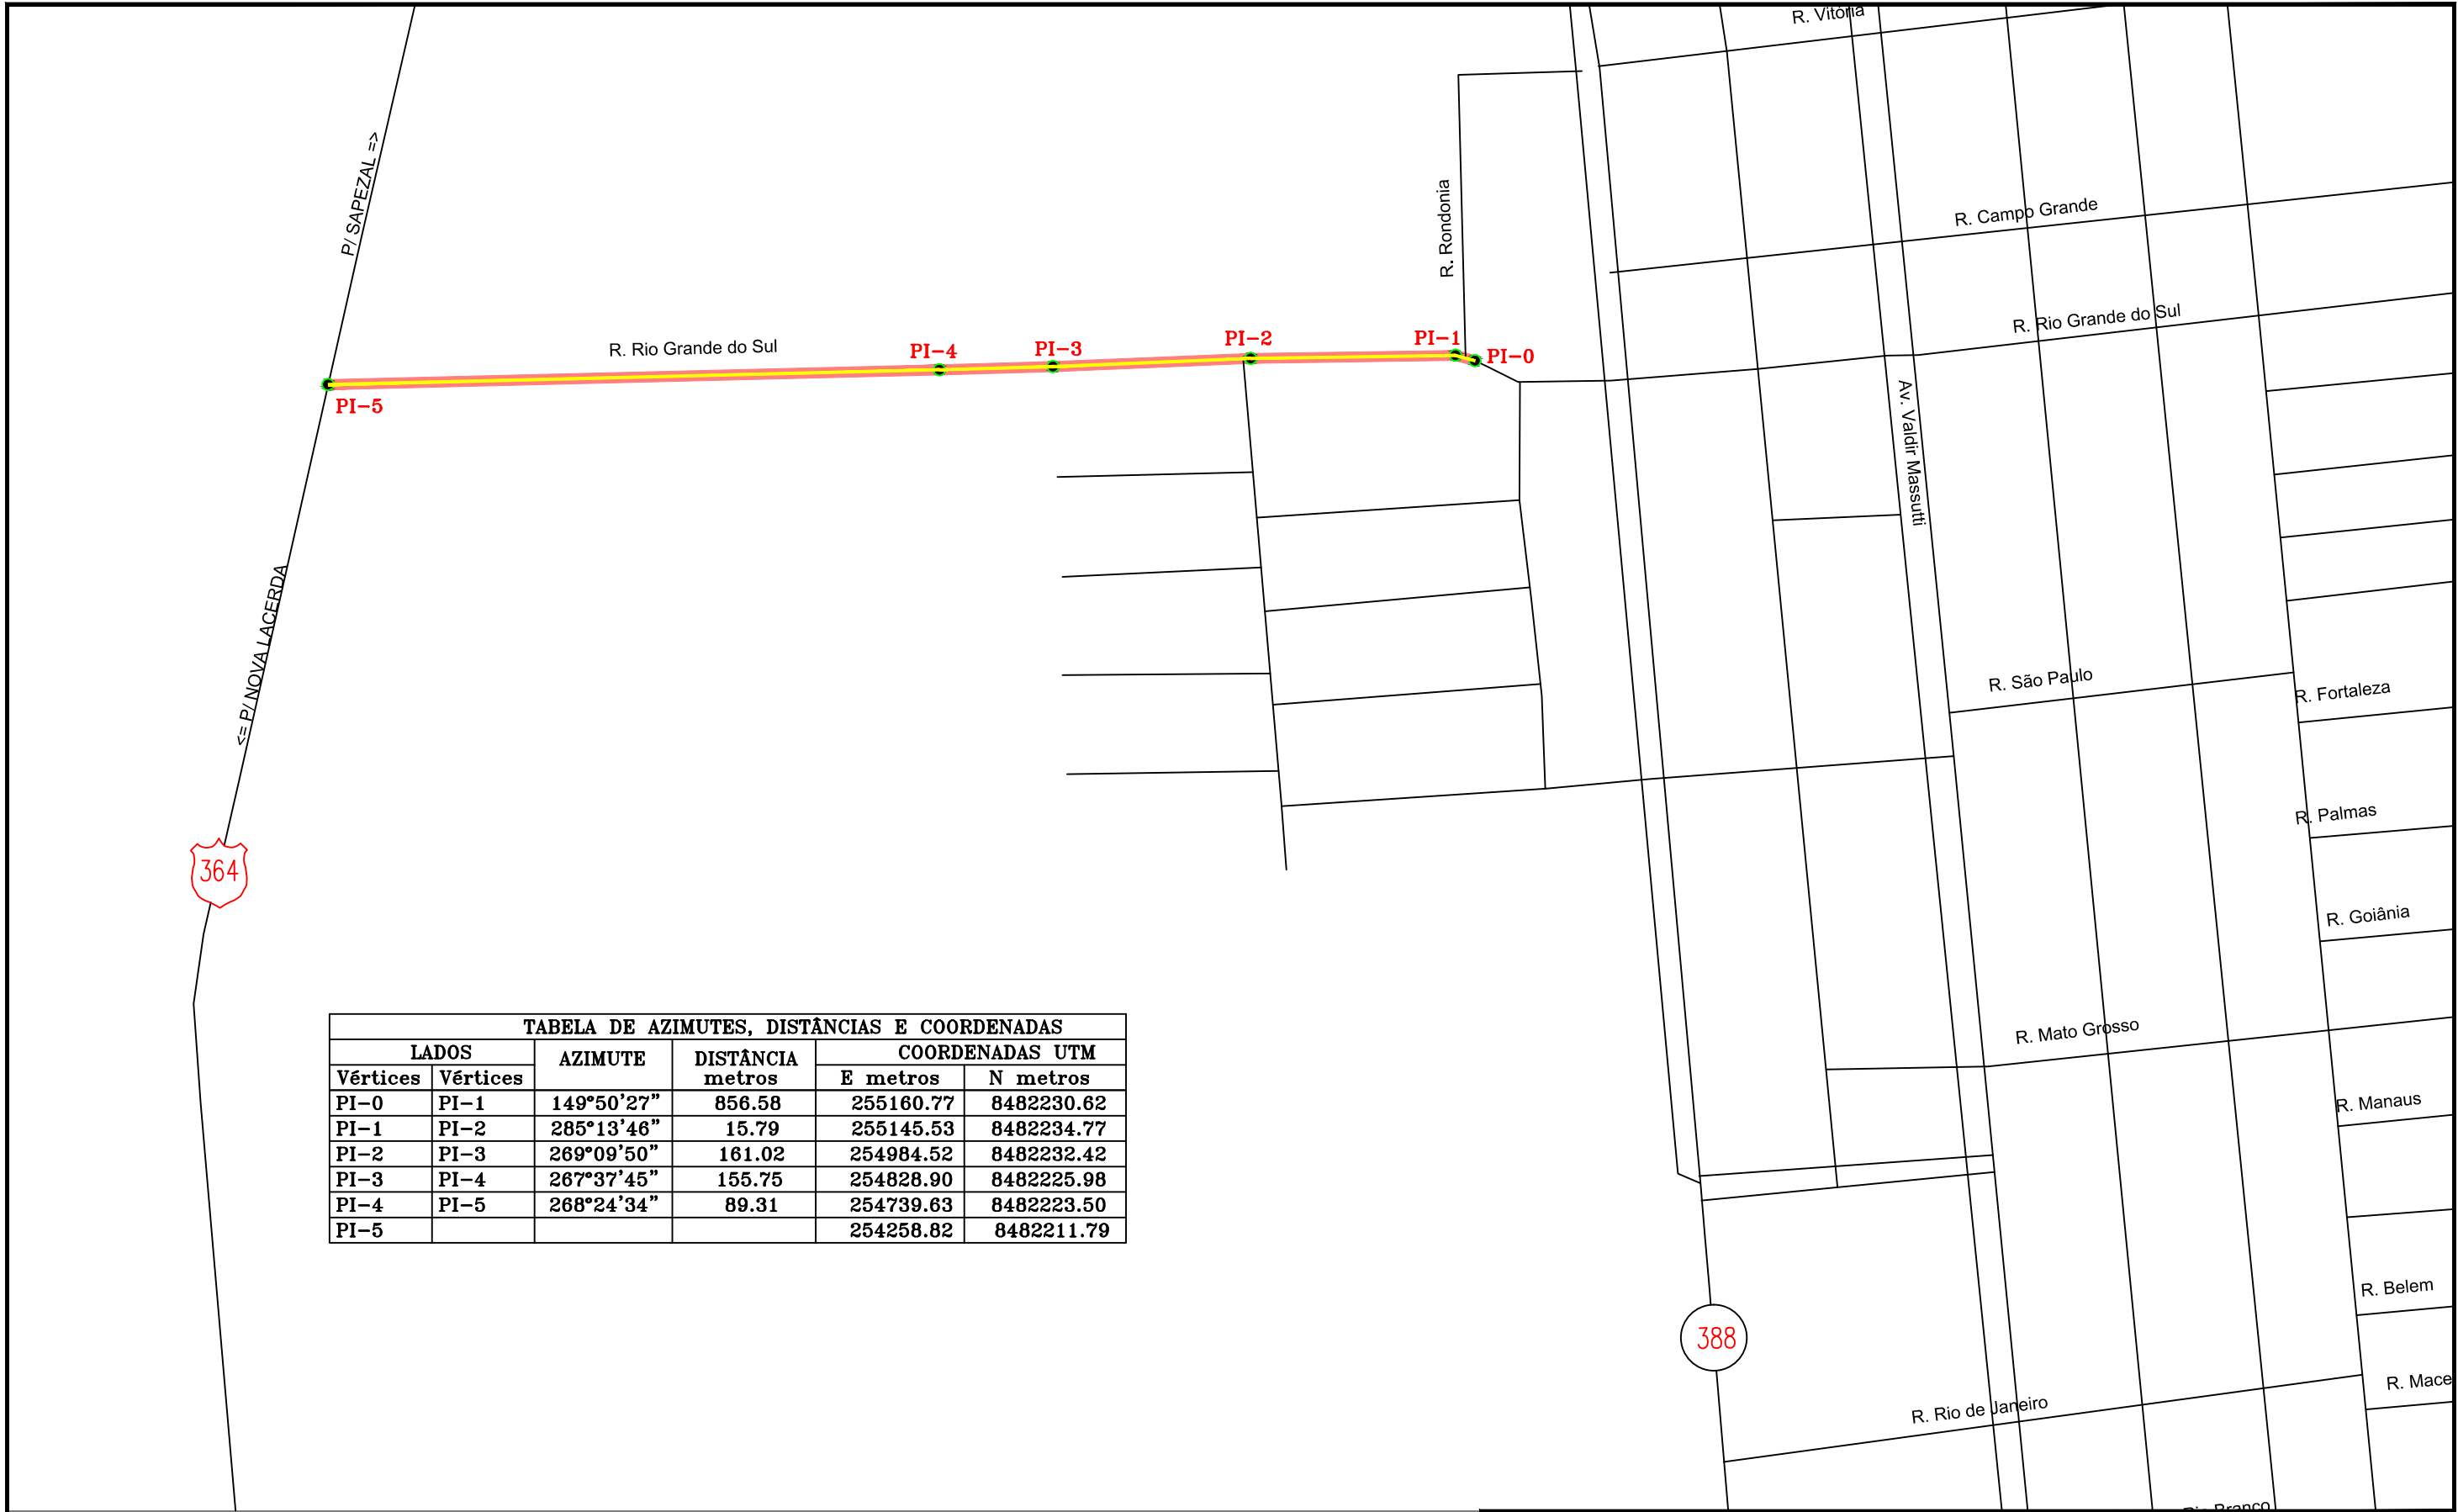 R. Vitória
P/ SAPEZAL =>
R. Rondonia
R. Campo Grande
R. Rio Grande do Sul
R. Rio Grande do Sul
PI-5
PI-4
PI-3
PI-2
PI-1
PI-0
Av. Valdir Massutti
<= P/ NOVA LACERDA
R. São Paulo
R. Fortaleza
R. Palmas
364
R. Goiânia
TABELA DE AZIMUTES, DISTÂNCIAS E COORDENADAS
LADOS AZIMUTE DISTÂNCIA metros COORDENADAS UTM
Vértices Vértices E metros N metros
PI-0 PI-1 149°50'27" 856.58 255160.77 8482230.62
PI-1 PI-2 285°13'46" 15.79 255145.53 8482234.77
PI-2 PI-3 269°09'50" 161.02 254984.52 8482232.42
PI-3 PI-4 267°37'45" 155.75 254828.90 8482225.98
PI-4 PI-5 268°24'34" 89.31 254739.63 8482223.50
PI-5 254258.82 8482211.79
R. Mato Grosso
R. Manaus
R. Belem
388
R. Mace
R. Rio de Janeiro
Rio Branco